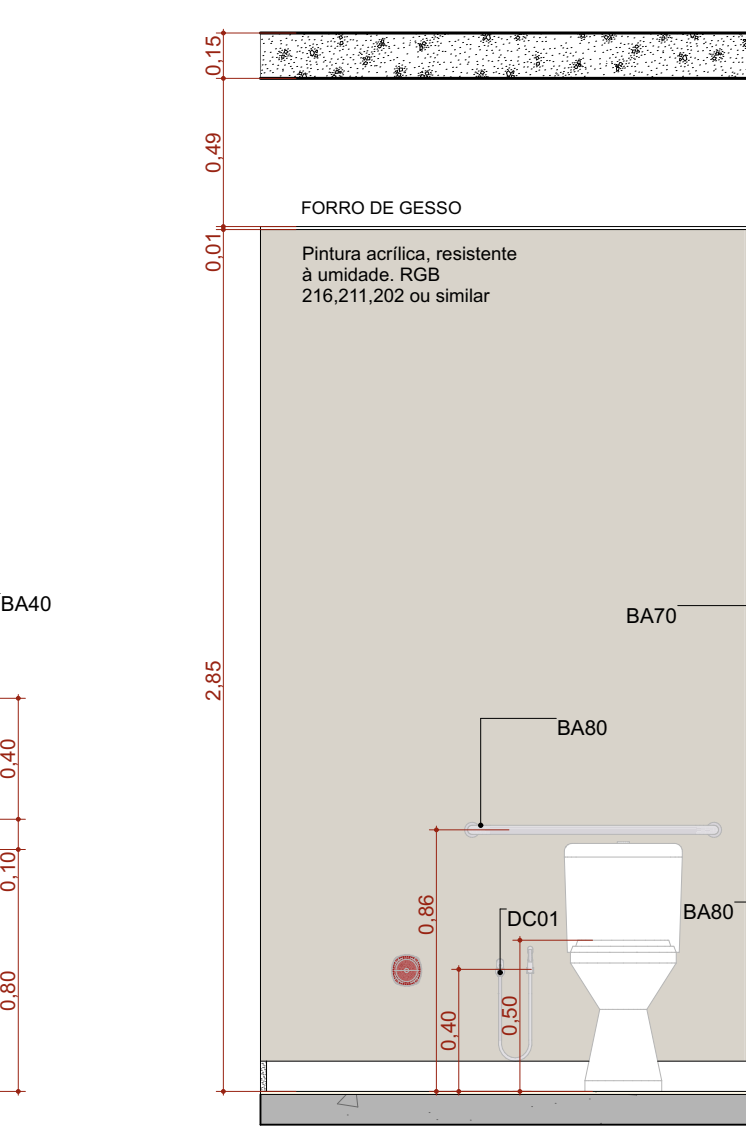 0,15
0,49
FORRO DE GESSO
0,01
Pintura acrílica, resistente
à umidade. RGB
216,211,202 ou similar
BA40
BA70
2,85
BA80
0,40
0,10
0,86
DC01
BA80
0,80
0,40
0,50